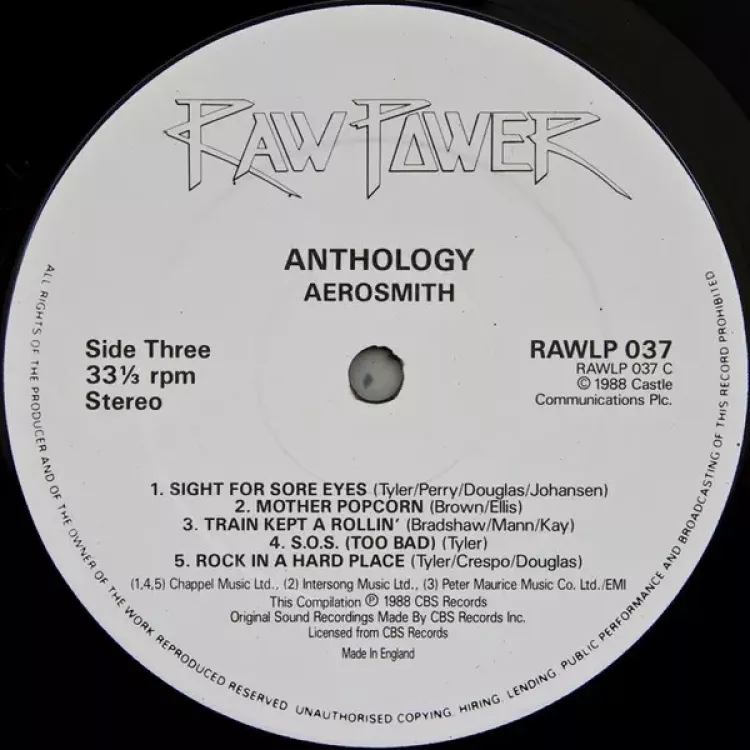 RAW POWER
ANTHOLOGY
AEROSMITH
Side Three
33⅓ rpm
Stereo
RAWLP 037
RAWLP 037 C
© 1988 Castle
Communications Plc.
1. SIGHT FOR SORE EYES (Tyler/Perry/Douglas/Johansen)
2. MOTHER POPCORN (Brown/Ellis)
3. TRAIN KEPT A ROLLIN' (Bradshaw/Mann/Kay)
4. S.O.S. (TOO BAD) (Tyler)
5. ROCK IN A HARD PLACE (Tyler/Crespo/Douglas)
(1,4,5) Chappel Music Ltd., (2) Intersong Music Ltd., (3) Peter Maurice Music Co. Ltd./EMI
This Compilation ℗ 1988 CBS Records
Original Sound Recordings Made By CBS Records Inc.
Licensed from CBS Records
Made In England
ALL RIGHTS OF THE PRODUCER AND OF THE OWNER OF THE WORK REPRODUCED RESERVED. UNAUTHORISED COPYING, HIRING, LENDING, PUBLIC PERFORMANCE AND BROADCASTING OF THIS RECORD PROHIBITED